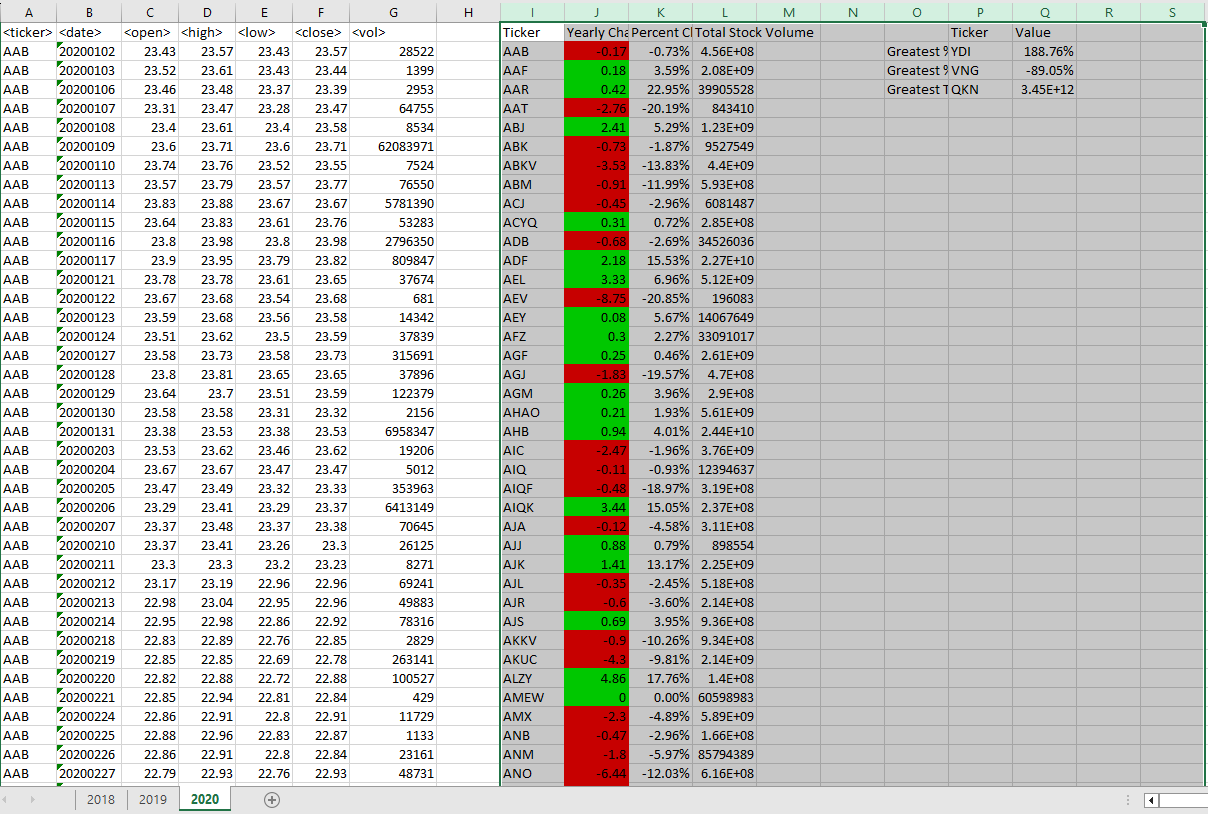 A B C D E F G H I J K L M N O P Q R S
<ticker> <date> <open> <high> <low> <close> <vol> Ticker Yearly Cha Percent Cl Total Stock Volume Ticker Value
AAB 20200102 23.43 23.57 23.43 23.57 28522 AAB -0.17 -0.73% 4.56E+08 Greatest % YDI 188.76%
AAB 20200103 23.52 23.61 23.43 23.44 1399 AAF 0.18 3.59% 2.08E+09 Greatest % VNG -89.05%
AAB 20200106 23.46 23.48 23.37 23.39 2953 AAR 0.42 22.95% 39905528 Greatest T QKN 3.45E+12
AAB 20200107 23.31 23.47 23.28 23.47 64755 AAT -2.76 -20.19% 843410
AAB 20200108 23.4 23.61 23.4 23.58 8534 ABJ 2.41 5.29% 1.23E+09
AAB 20200109 23.6 23.71 23.6 23.71 62083971 ABK -0.73 -1.87% 9527549
AAB 20200110 23.74 23.76 23.52 23.55 7524 ABKV -3.53 -13.83% 4.4E+09
AAB 20200113 23.57 23.79 23.57 23.77 76550 ABM -0.91 -11.99% 5.93E+08
AAB 20200114 23.83 23.88 23.67 23.67 5781390 ACJ -0.45 -2.96% 6081487
AAB 20200115 23.64 23.83 23.61 23.76 53283 ACYQ 0.31 0.72% 2.85E+08
AAB 20200116 23.8 23.98 23.8 23.98 2796350 ADB -0.68 -2.69% 34526036
AAB 20200117 23.9 23.95 23.79 23.82 809847 ADF 2.18 15.53% 2.27E+10
AAB 20200121 23.78 23.78 23.61 23.65 37674 AEL 3.33 6.96% 5.12E+09
AAB 20200122 23.67 23.68 23.54 23.68 681 AEV -8.75 -20.85% 196083
AAB 20200123 23.59 23.68 23.56 23.58 14342 AEY 0.08 5.67% 14067649
AAB 20200124 23.51 23.62 23.5 23.59 37839 AFZ 0.3 2.27% 33091017
AAB 20200127 23.58 23.73 23.58 23.73 315691 AGF 0.25 0.46% 2.61E+09
AAB 20200128 23.8 23.81 23.65 23.65 37896 AGJ -1.83 -19.57% 4.7E+08
AAB 20200129 23.64 23.7 23.51 23.59 122379 AGM 0.26 3.96% 2.9E+08
AAB 20200130 23.58 23.58 23.31 23.32 2156 AHAO 0.21 1.93% 5.61E+09
AAB 20200131 23.38 23.53 23.38 23.53 6958347 AHB 0.94 4.01% 2.44E+10
AAB 20200203 23.53 23.62 23.46 23.62 19206 AIC -2.47 -1.96% 3.76E+09
AAB 20200204 23.67 23.67 23.47 23.47 5012 AIQ -0.11 -0.93% 12394637
AAB 20200205 23.47 23.49 23.32 23.33 353963 AIQF -0.48 -18.97% 3.19E+08
AAB 20200206 23.29 23.41 23.29 23.37 6413149 AIQK 3.44 15.05% 2.37E+08
AAB 20200207 23.37 23.48 23.37 23.38 70645 AJA -0.12 -4.58% 3.11E+08
AAB 20200210 23.37 23.41 23.26 23.3 26125 AJJ 0.88 0.79% 898554
AAB 20200211 23.3 23.3 23.2 23.23 8271 AJK 1.41 13.17% 2.25E+09
AAB 20200212 23.17 23.19 22.96 22.96 69241 AJL -0.35 -2.45% 5.18E+08
AAB 20200213 22.98 23.04 22.95 22.96 49883 AJR -0.6 -3.60% 2.14E+08
AAB 20200214 22.95 22.98 22.86 22.92 78316 AJS 0.69 3.95% 9.36E+08
AAB 20200218 22.83 22.89 22.76 22.85 2829 AKKV -0.9 -10.26% 9.34E+08
AAB 20200219 22.85 22.85 22.69 22.78 263141 AKUC -4.3 -9.81% 2.14E+09
AAB 20200220 22.82 22.88 22.72 22.88 100527 ALZY 4.86 17.76% 1.4E+08
AAB 20200221 22.85 22.94 22.81 22.84 429 AMEW 0 0.00% 60598983
AAB 20200224 22.86 22.91 22.8 22.91 11729 AMX -2.3 -4.89% 5.89E+09
AAB 20200225 22.88 22.96 22.83 22.87 1133 ANB -0.47 -2.96% 1.66E+08
AAB 20200226 22.86 22.91 22.8 22.84 23161 ANM -1.8 -5.97% 85794389
AAB 20200227 22.79 22.93 22.76 22.93 48731 ANO -6.44 -12.03% 6.16E+08
2018 2019 2020